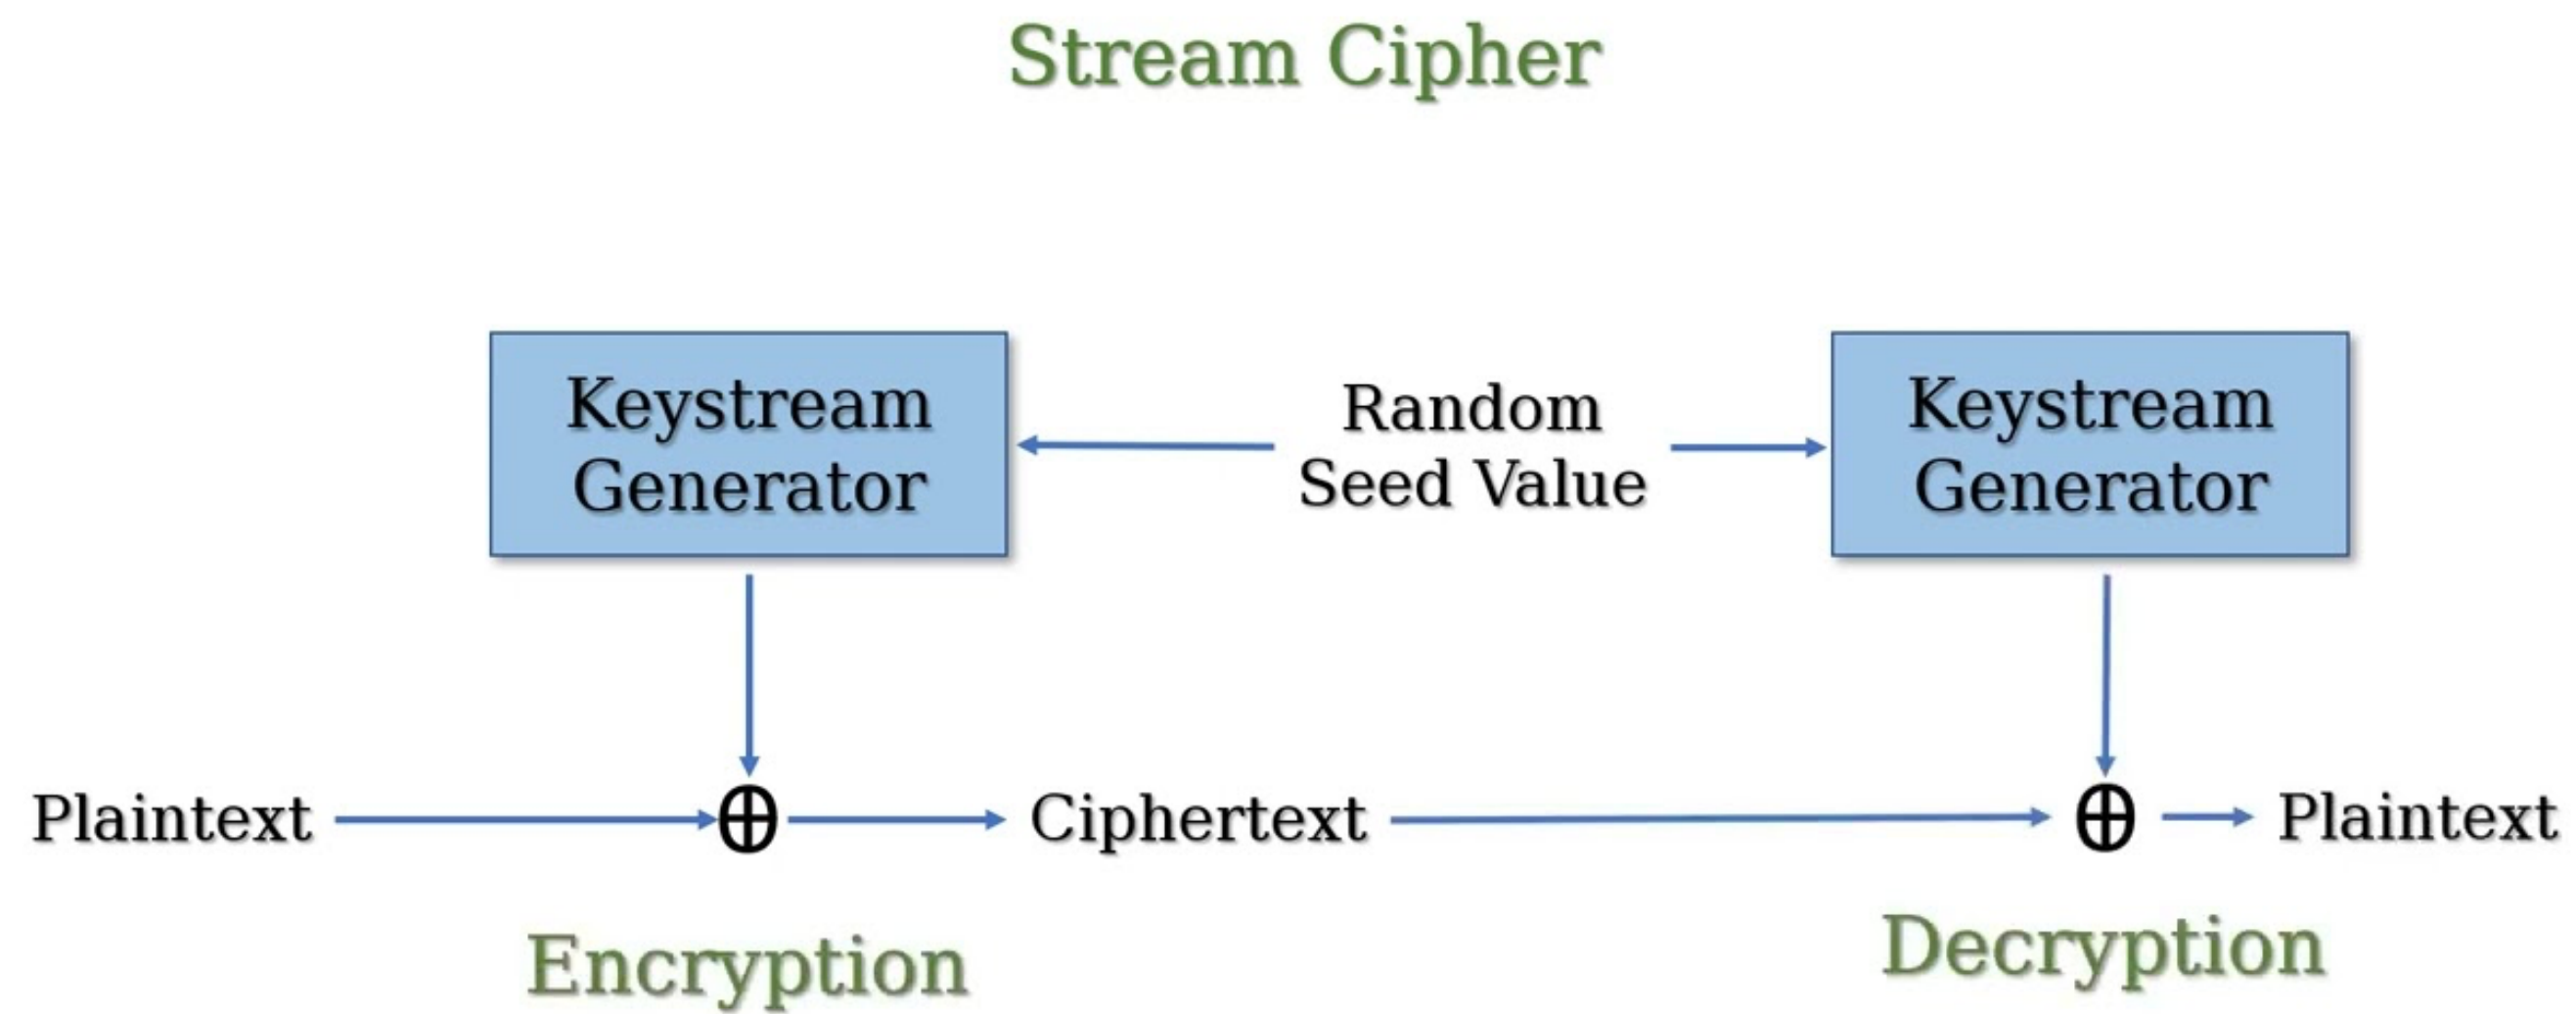 Stream Cipher
Keystream
Generator
Random
Seed Value
Keystream
Generator
Plaintext
⊕
Ciphertext
⊕
Plaintext
Encryption
Decryption